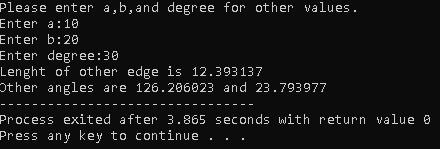 Please enter a,b,and degree for other values.
Enter a:10
Enter b:20
Enter degree:30
Lenght of other edge is 12.393137
Other angles are 126.206023 and 23.793977
--------------------------------
Process exited after 3.865 seconds with return value 0
Press any key to continue . . .